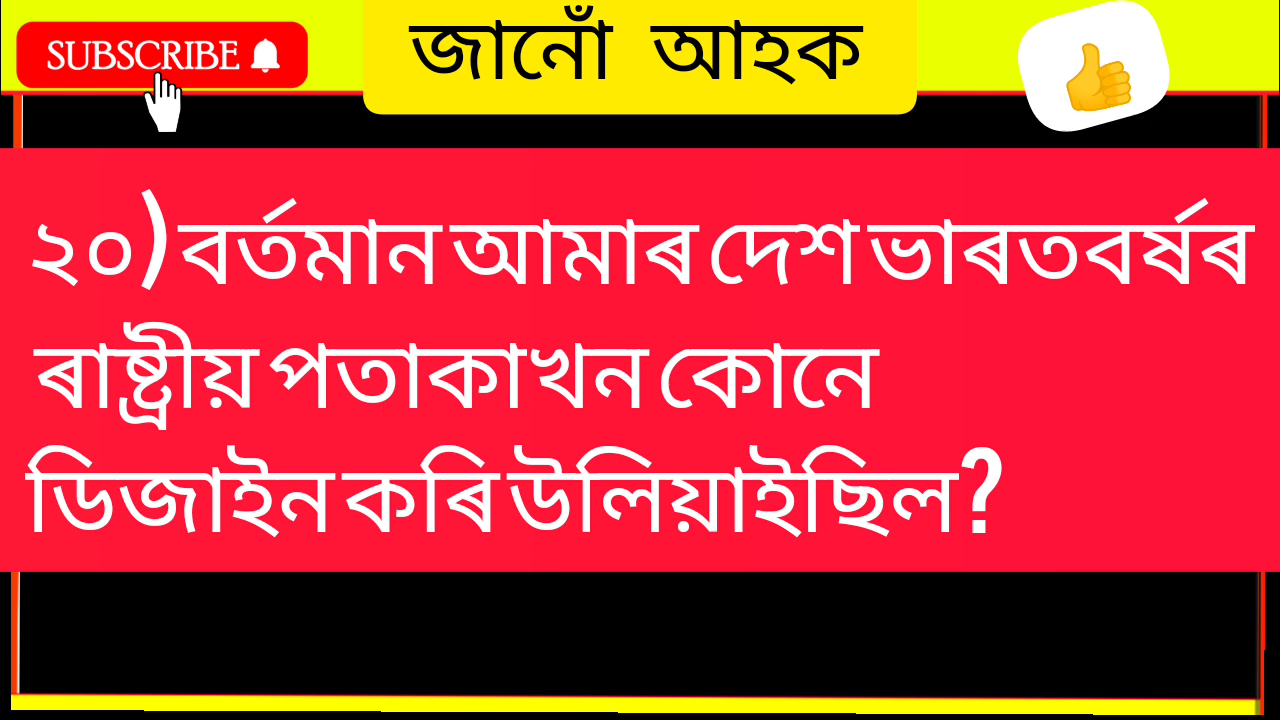 SUBSCRIBE
জানোঁ আহক
২০) বৰ্তমান আমাৰ দেশ ভাৰতবৰ্ষৰ
ৰাষ্ট্ৰীয় পতাকাখন কোনে
ডিজাইন কৰি উলিয়াইছিল?